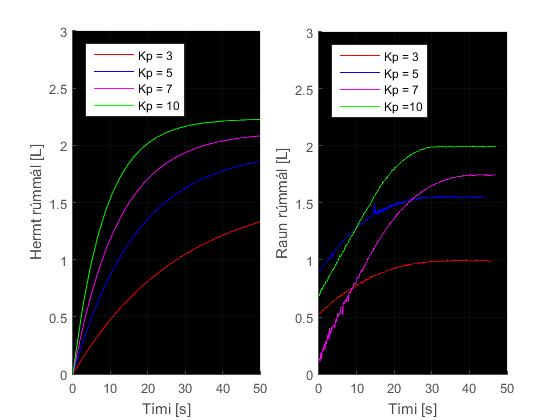 3
2.5
2
1.5
1
0.5
0
Hermt rúmmál [L]
Kp = 3
Kp = 5
Kp = 7
Kp = 10
0 10 20 30 40 50
Tími [s]
3
2.5
2
1.5
1
0.5
0
Raun rúmmál [L]
Kp = 3
Kp = 5
Kp = 7
Kp =10
0 10 20 30 40 50
Tími [s]